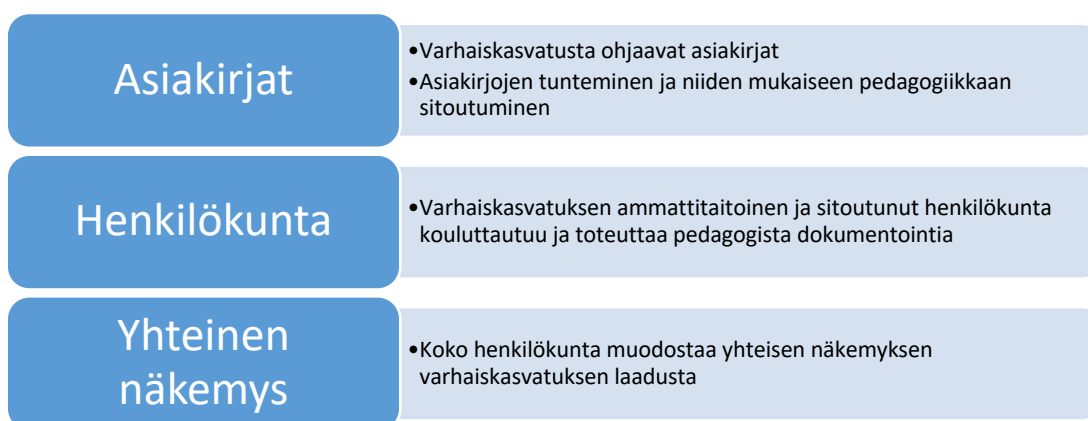 Asiakirjat
•Varhaiskasvatusta ohjaavat asiakirjat
•Asiakirjojen tunteminen ja niiden mukaiseen pedagogiikkaan
sitoutuminen
Henkilökunta
•Varhaiskasvatuksen ammattitaitoinen ja sitoutunut henkilökunta
kouluttautuu ja toteuttaa pedagogista dokumentointia
Yhteinen
näkemys
•Koko henkilökunta muodostaa yhteisen näkemyksen
varhaiskasvatuksen laadusta